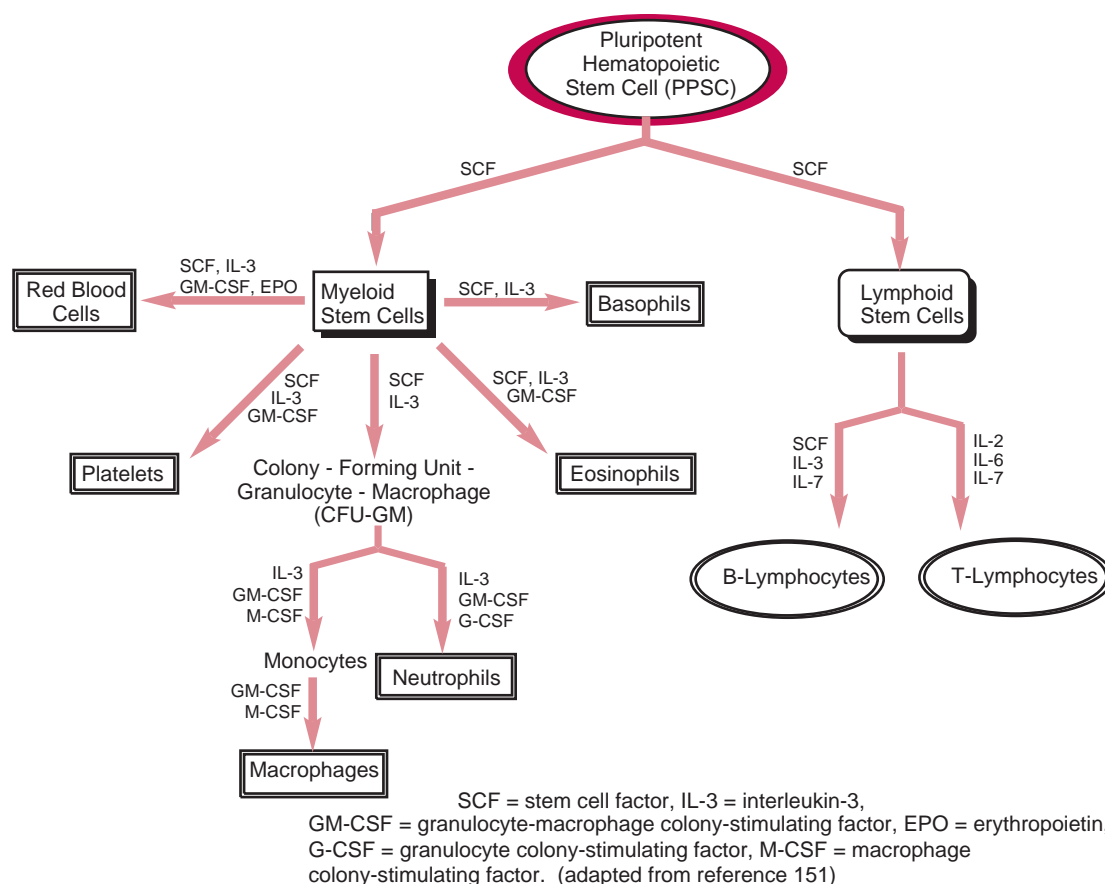 Pluripotent
Hematopoietic
Stem Cell (PPSC)
SCF
SCF
SCF, IL-3
GM-CSF, EPO
Red Blood
Cells
Myeloid
Stem Cells
SCF, IL-3
Basophils
Lymphoid
Stem Cells
SCF
IL-3
GM-CSF
SCF
IL-3
SCF, IL-3
GM-CSF
Platelets
Colony - Forming Unit -
Granulocyte - Macrophage
(CFU-GM)
Eosinophils
SCF
IL-3
IL-7
IL-2
IL-6
IL-7
B-Lymphocytes
T-Lymphocytes
IL-3
GM-CSF
M-CSF
IL-3
GM-CSF
G-CSF
Monocytes
Neutrophils
GM-CSF
M-CSF
Macrophages
SCF = stem cell factor, IL-3 = interleukin-3,
GM-CSF = granulocyte-macrophage colony-stimulating factor, EPO = erythropoietin,
G-CSF = granulocyte colony-stimulating factor, M-CSF = macrophage
colony-stimulating factor. (adapted from reference 151)